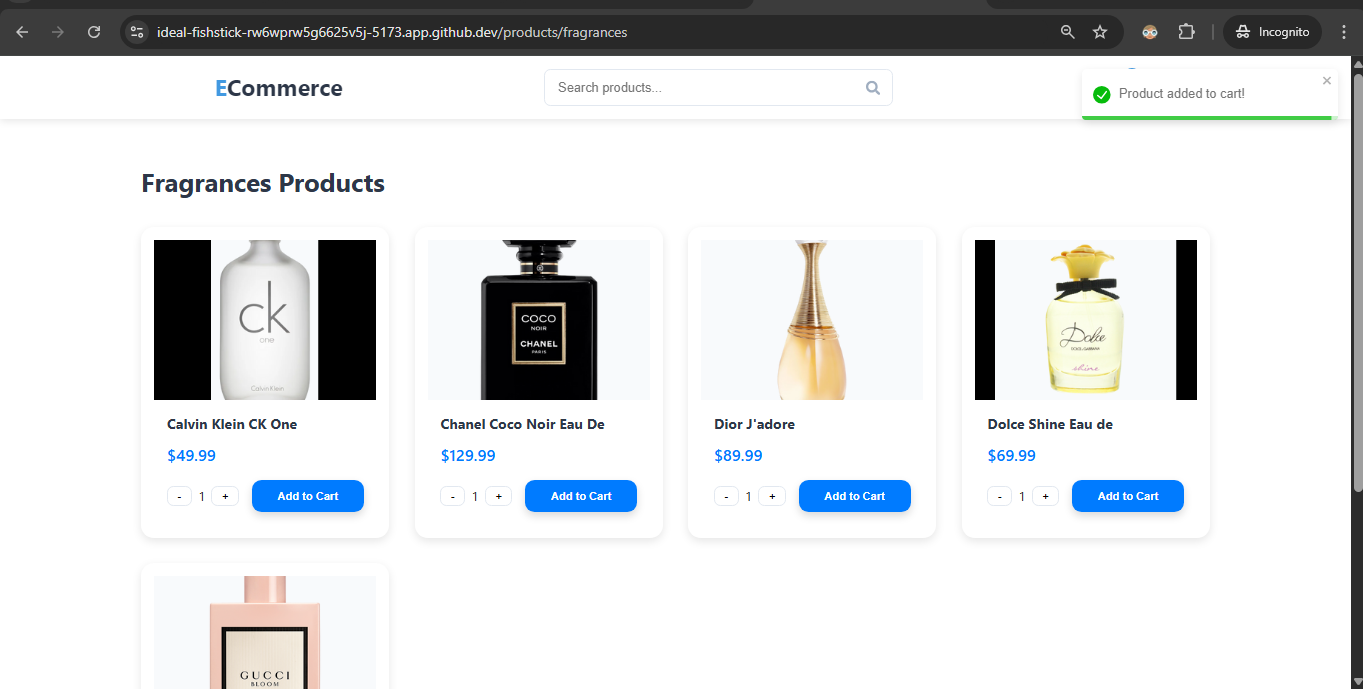 ideal-fishstick-rw6wprw5g6625v5j-5173.app.github.dev/products/fragrances
Incognito
ECommerce
Search products...
Product added to cart!
Fragrances Products
ck
one
Calvin Klein
COCO
NOIR
CHANEL
PARIS
Dolce
DOLCE&GABBANA
shine
Calvin Klein CK One
Chanel Coco Noir Eau De
Dior J'adore
Dolce Shine Eau de
$49.99
$129.99
$89.99
$69.99
- 1 + Add to Cart
- 1 + Add to Cart
- 1 + Add to Cart
- 1 + Add to Cart
GUCCI
BLOOM